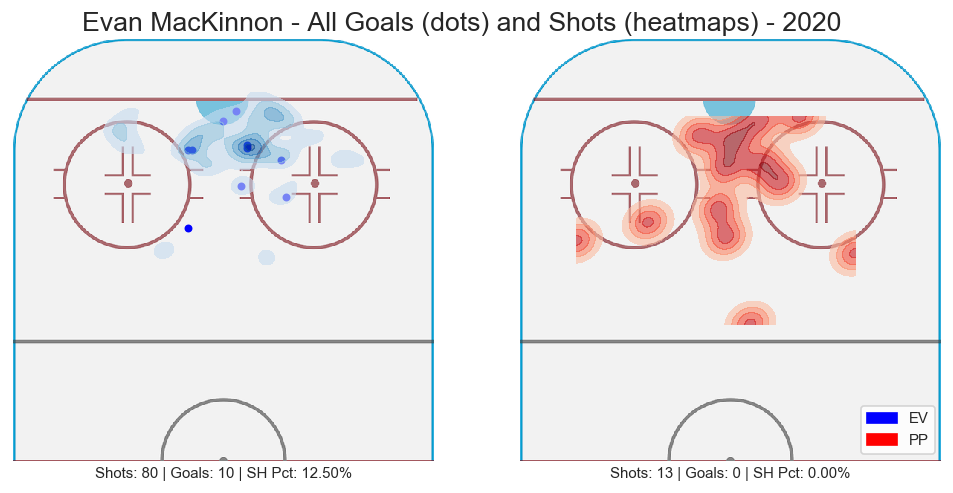 Evan MacKinnon - All Goals (dots) and Shots (heatmaps) - 2020
EV
PP
Shots: 80 | Goals: 10 | SH Pct: 12.50%
Shots: 13 | Goals: 0 | SH Pct: 0.00%